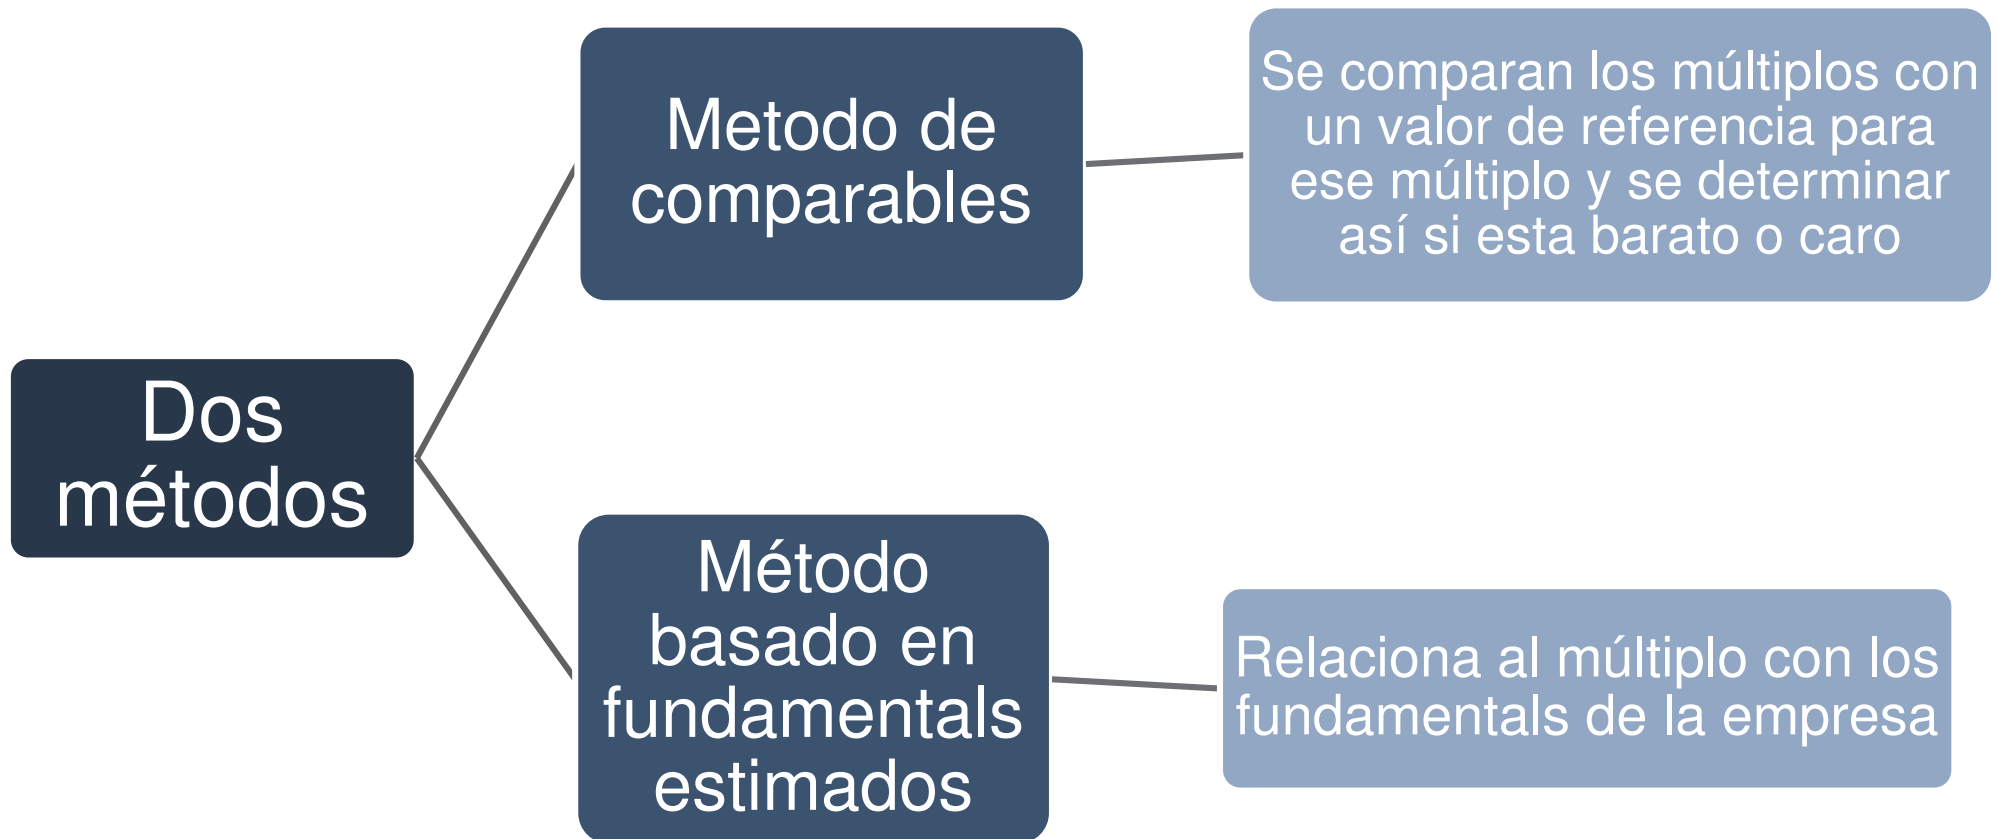 Dos
métodos
Metodo de
comparables
Se comparan los múltiplos con
un valor de referencia para
ese múltiplo y se determinar
así si esta barato o caro
Método
basado en
fundamentals
estimados
Relaciona al múltiplo con los
fundamentals de la empresa